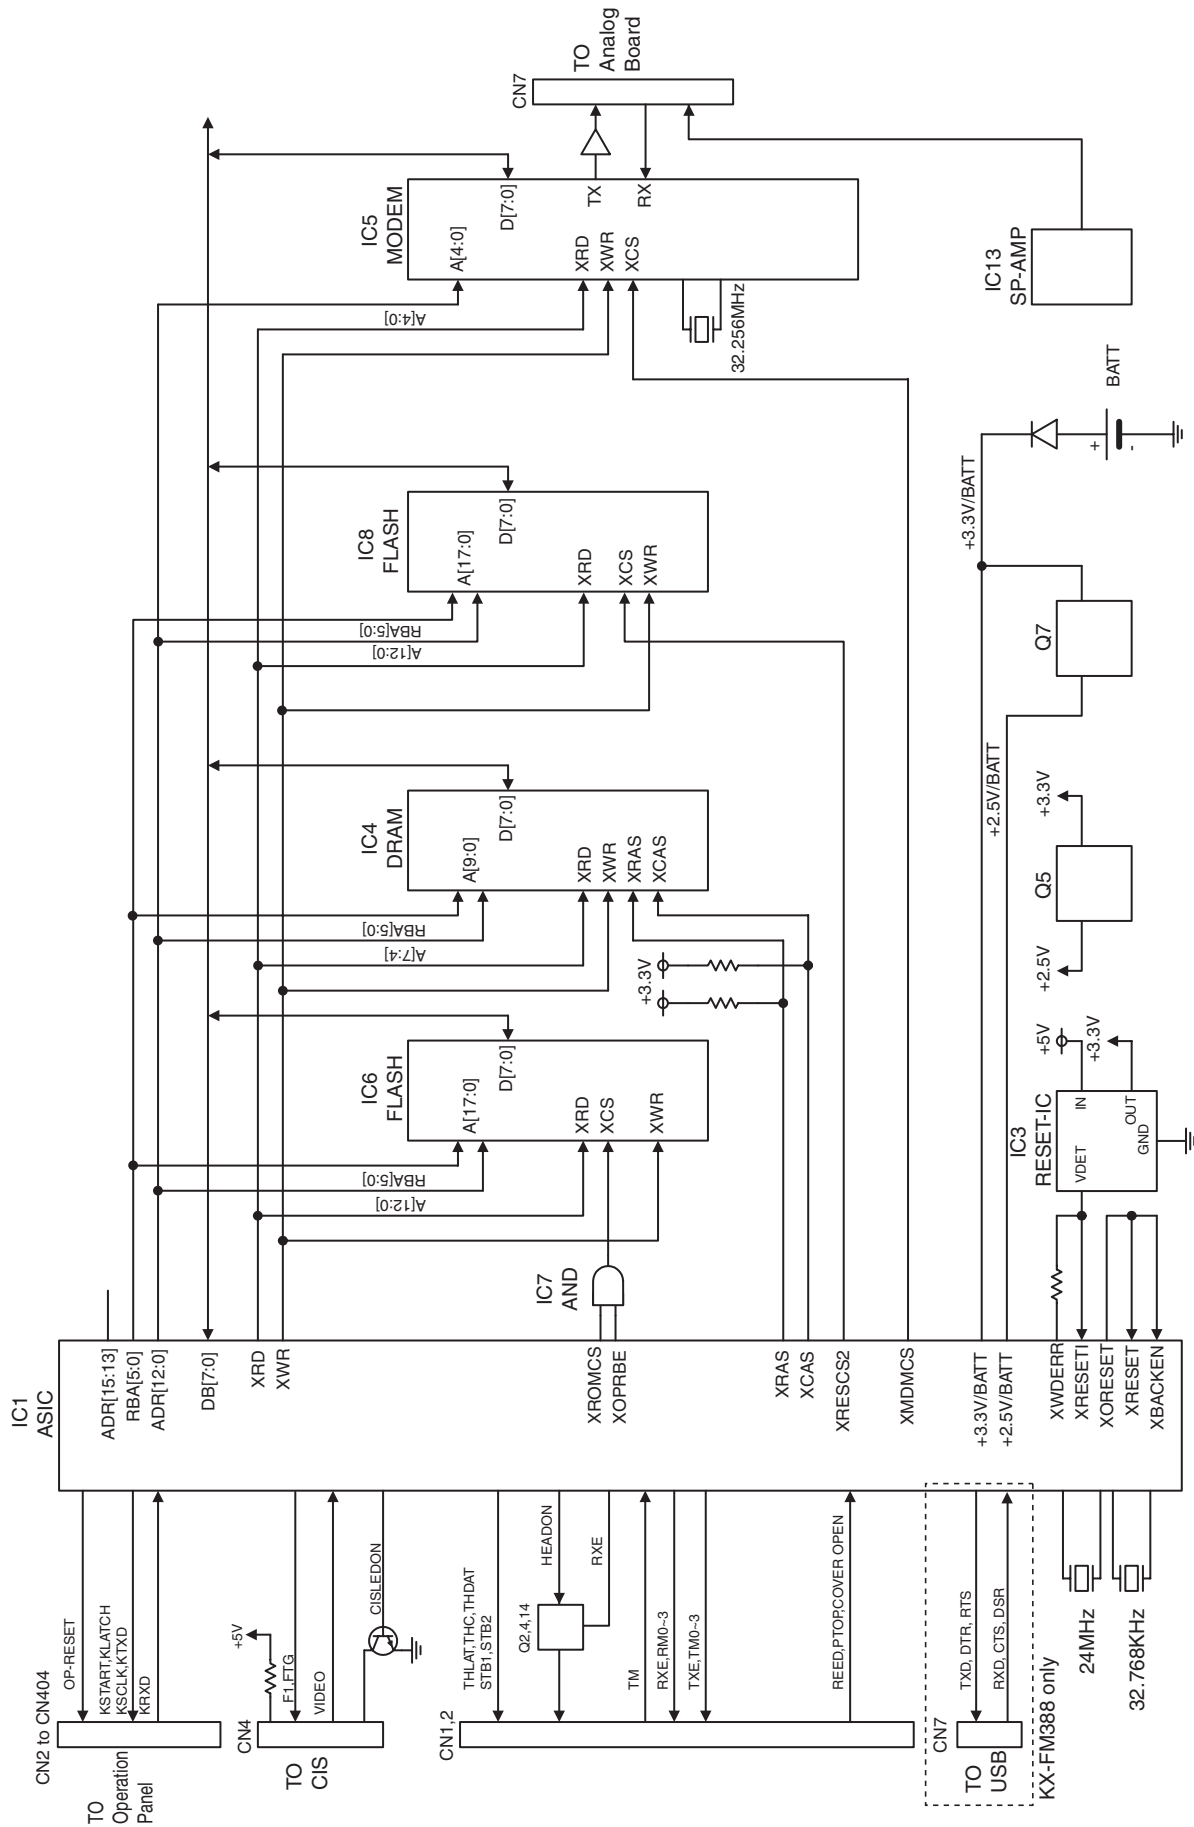 IC1
ASIC
ADR[15:13]
RBA[5:0]
ADR[12:0]
DB[7:0]
XRD
XWR
XROMCS
XOPRBE
XRAS
XCAS
XRESCS2
XMDMCS
+3.3V/BATT
+2.5V/BATT
XWDERR
XRESETI
XORESET
XRESET
XBACKEN
CN2 to CN404
TO
Operation
Panel
OP-RESET
KSTART,KLATCH
KSCLK,KTXD
KRXD
CN4
TO
CIS
+5V
F1,FTG
VIDEO
CISLEDON
CN1,2
THLAT,THC,THDAT
STB1,STB2
Q2,4,14
HEADON
RXE
TM
RXE,RM0~3
TXE,TM0~3
REED,PTOP,COVER OPEN
CN7
TO
USB
TXD, DTR, RTS
RXD, CTS, DSR
KX-FM388 only
24MHz
32.768KHz
IC7
AND
IC6
FLASH
A[17:0]
D[7:0]
XRD
XCS
XWR
RBA[5:0]
A[12:0]
IC4
DRAM
A[9:0]
D[7:0]
XRD
XWR
XRAS
XCAS
RBA[5:0]
A[7:4]
+3.3V
IC8
FLASH
A[17:0]
D[7:0]
XRD
XCS
XWR
RBA[5:0]
A[12:0]
IC5
MODEM
A[4:0]
D[7:0]
XRD
XWR
XCS
TX
RX
A[4:0]
32.256MHz
CN7
TO
Analog
Board
IC13
SP-AMP
IC3
RESET-IC
VDET
IN
OUT
GND
+5V
+3.3V
Q5
+2.5V
+3.3V
Q7
+2.5V/BATT
+3.3V/BATT
+
-
BATT